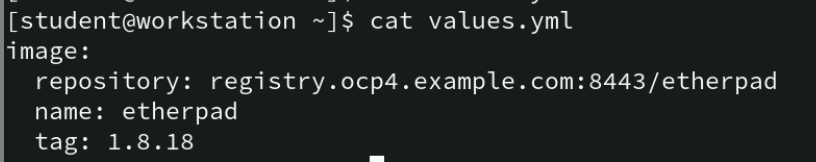 [student@workstation ~]$ cat values.yml
image:
  repository: registry.ocp4.example.com:8443/etherpad
  name: etherpad
  tag: 1.8.18